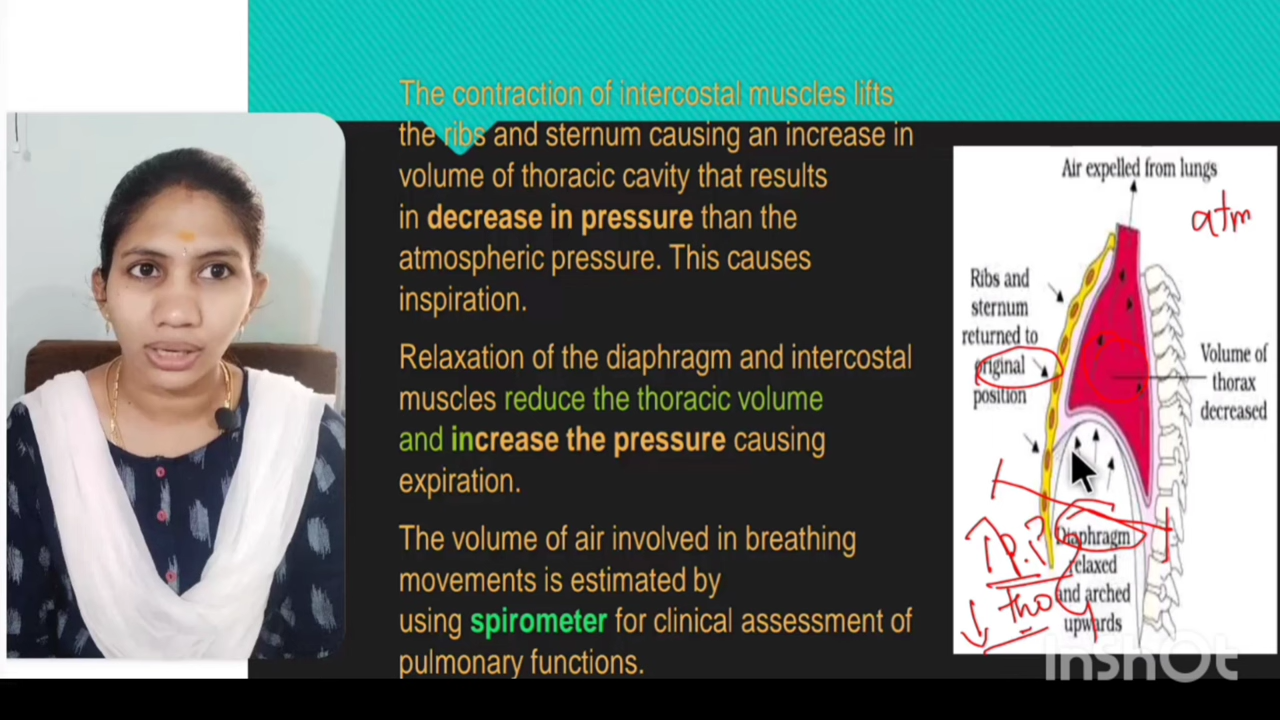 The contraction of intercostal muscles lifts
the ribs and sternum causing an increase in
volume of thoracic cavity that results
in decrease in pressure than the
atmospheric pressure. This causes
inspiration.
Relaxation of the diaphragm and intercostal
muscles reduce the thoracic volume
and increase the pressure causing
expiration.
The volume of air involved in breathing
movements is estimated by
using spirometer for clinical assessment of
pulmonary functions.
Air expelled from lungs
atm
Ribs and
sternum
returned to
original
position
Volume of
thorax
decreased
Diaphragm
relaxed
and arched
upwards
InShOt